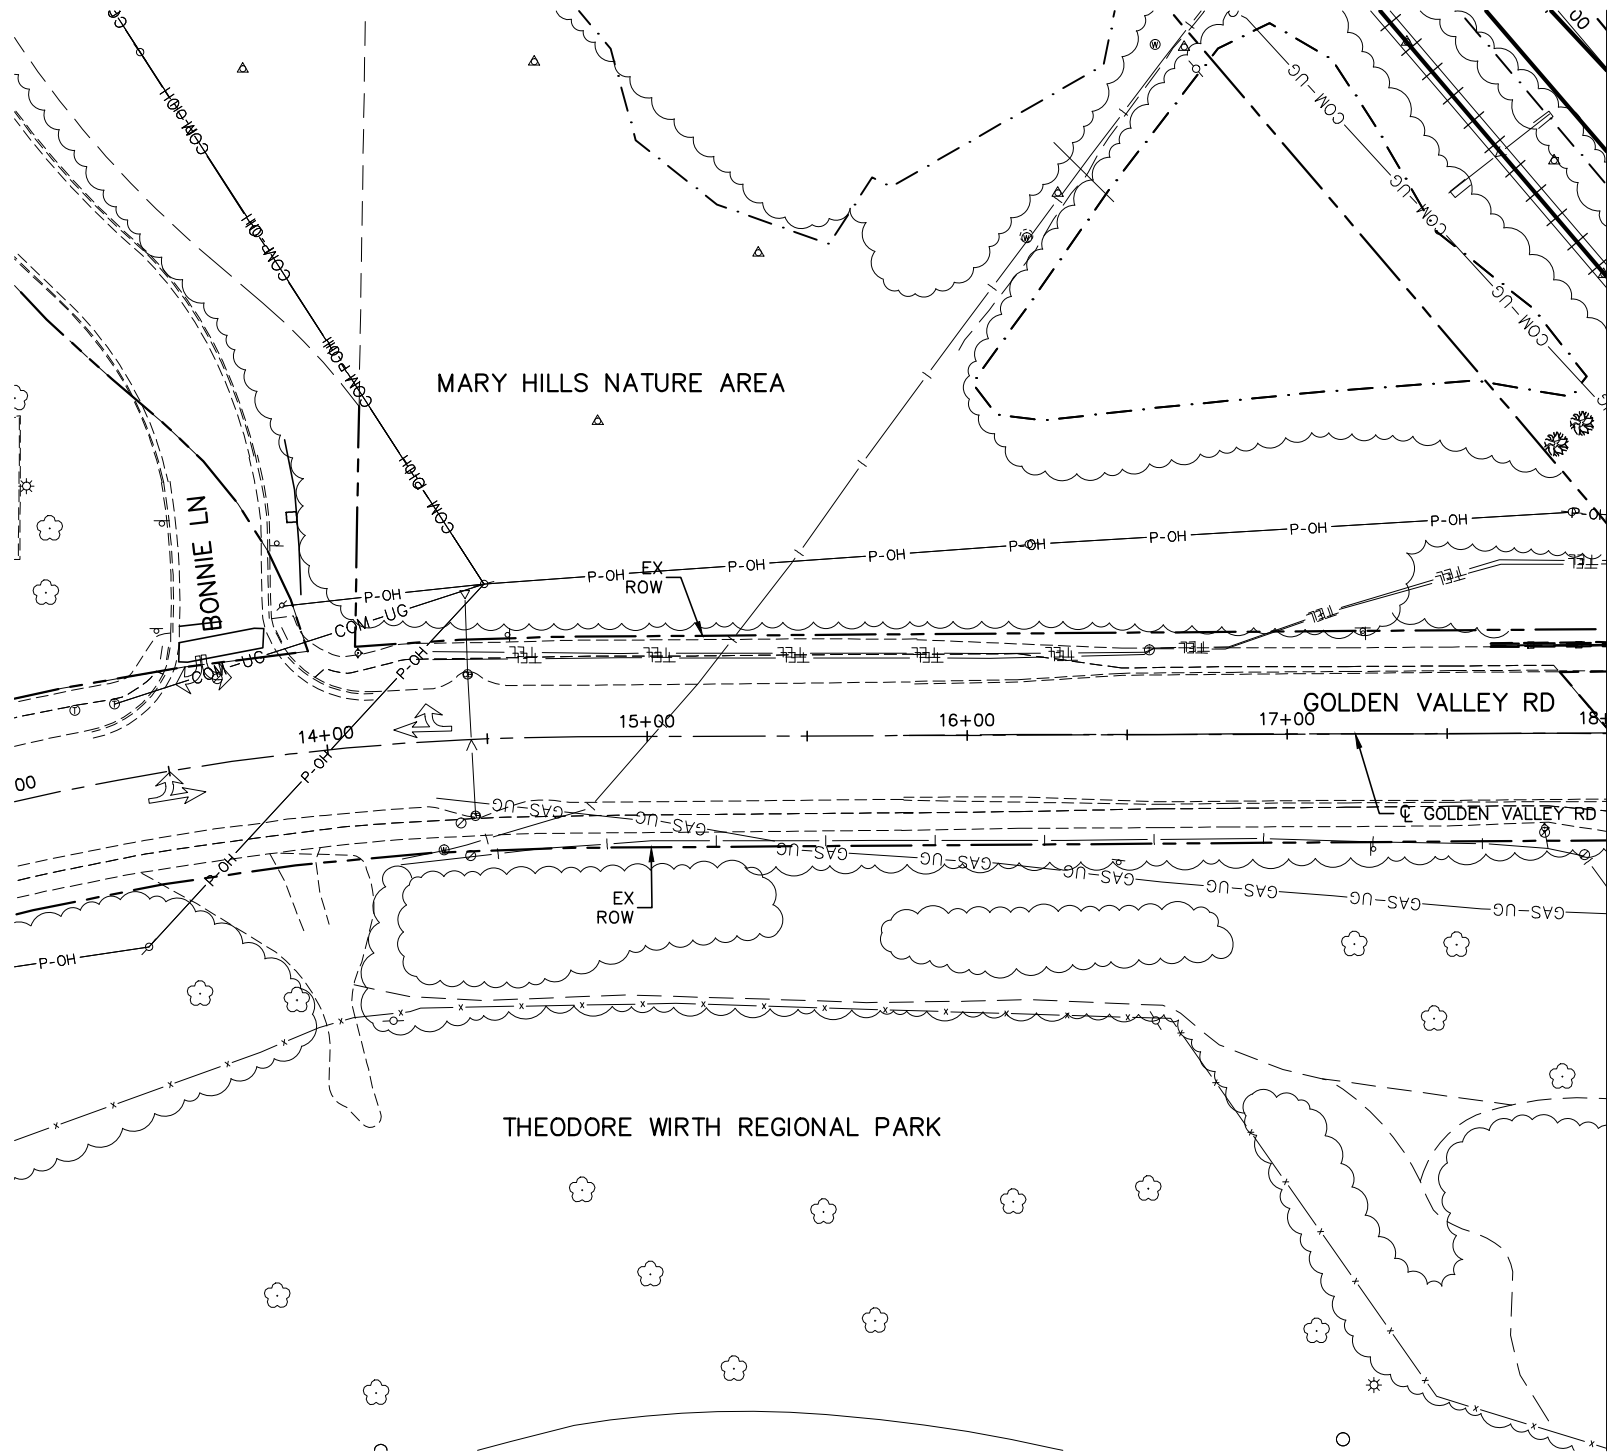 00
COM-UG
COM-UG
COM-UG
COM-UG
COM
P-OH
COM
P-OH
COM
P-OH
COM
P-OH
COM
MARY HILLS NATURE AREA
BONNIE LN
P-OH
P-OH
P-OH
P-OH
P-OH
P-OH
P-OH
P-OH
P-OH
EX
ROW
COM-UG
COM-UG
P-OH
TEL
TEL
TEL
TEL
TEL
TEL
TEL
TEL
TEL
GOLDEN VALLEY RD
14+00
15+00
16+00
17+00
18+
00
P-OH
GAS-UG
GAS-UG
GAS-UG
GAS-UG
GAS-UG
GAS-UG
GAS-UG
GAS-UG
℄ GOLDEN VALLEY RD
P-OH
EX
ROW
P-OH
THEODORE WIRTH REGIONAL PARK